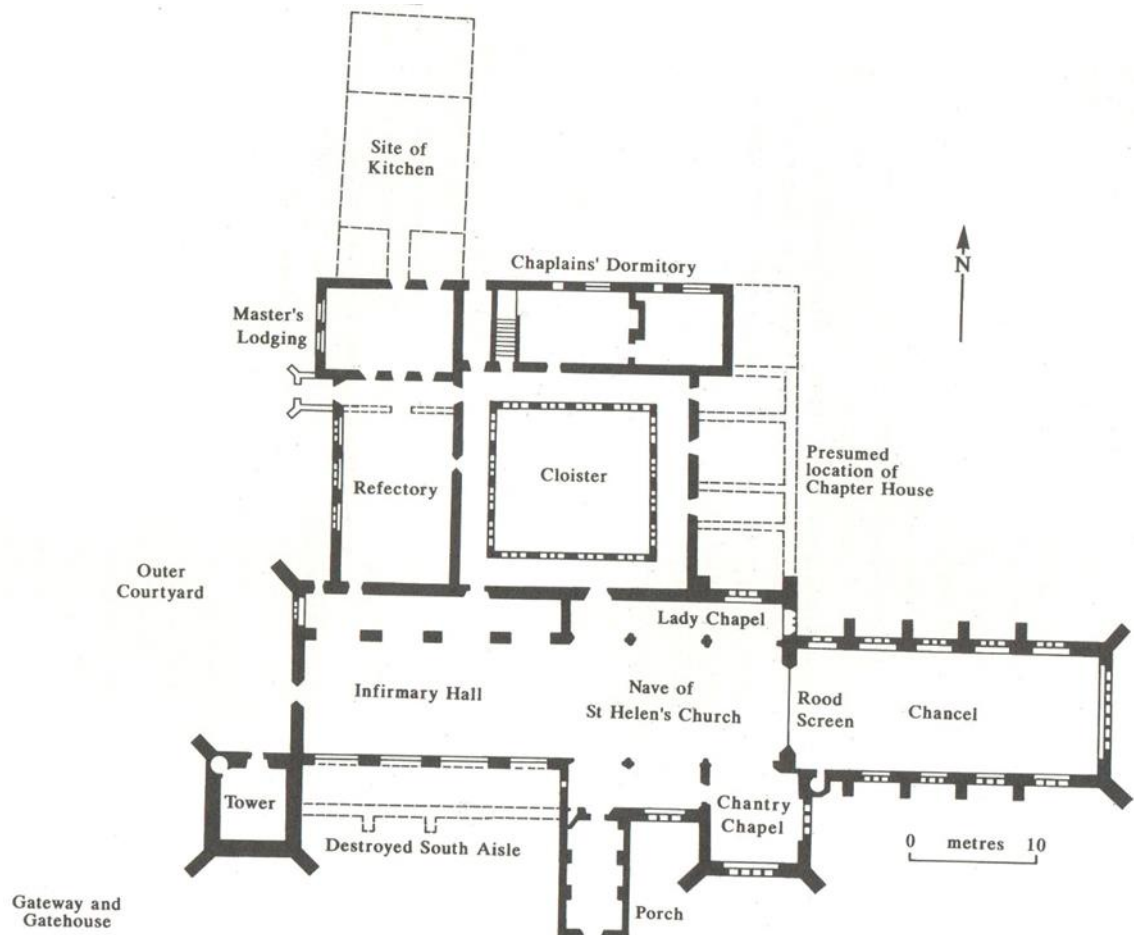 Site of
Kitchen
Chaplains' Dormitory
N
Master's
Lodging
Refectory
Cloister
Presumed
location of
Chapter House
Outer
Courtyard
Lady Chapel
Infirmary Hall
Nave of
St Helen's Church
Rood
Screen
Chancel
Tower
Chantry
Chapel
0 metres 10
Destroyed South Aisle
Porch
Gateway and
Gatehouse